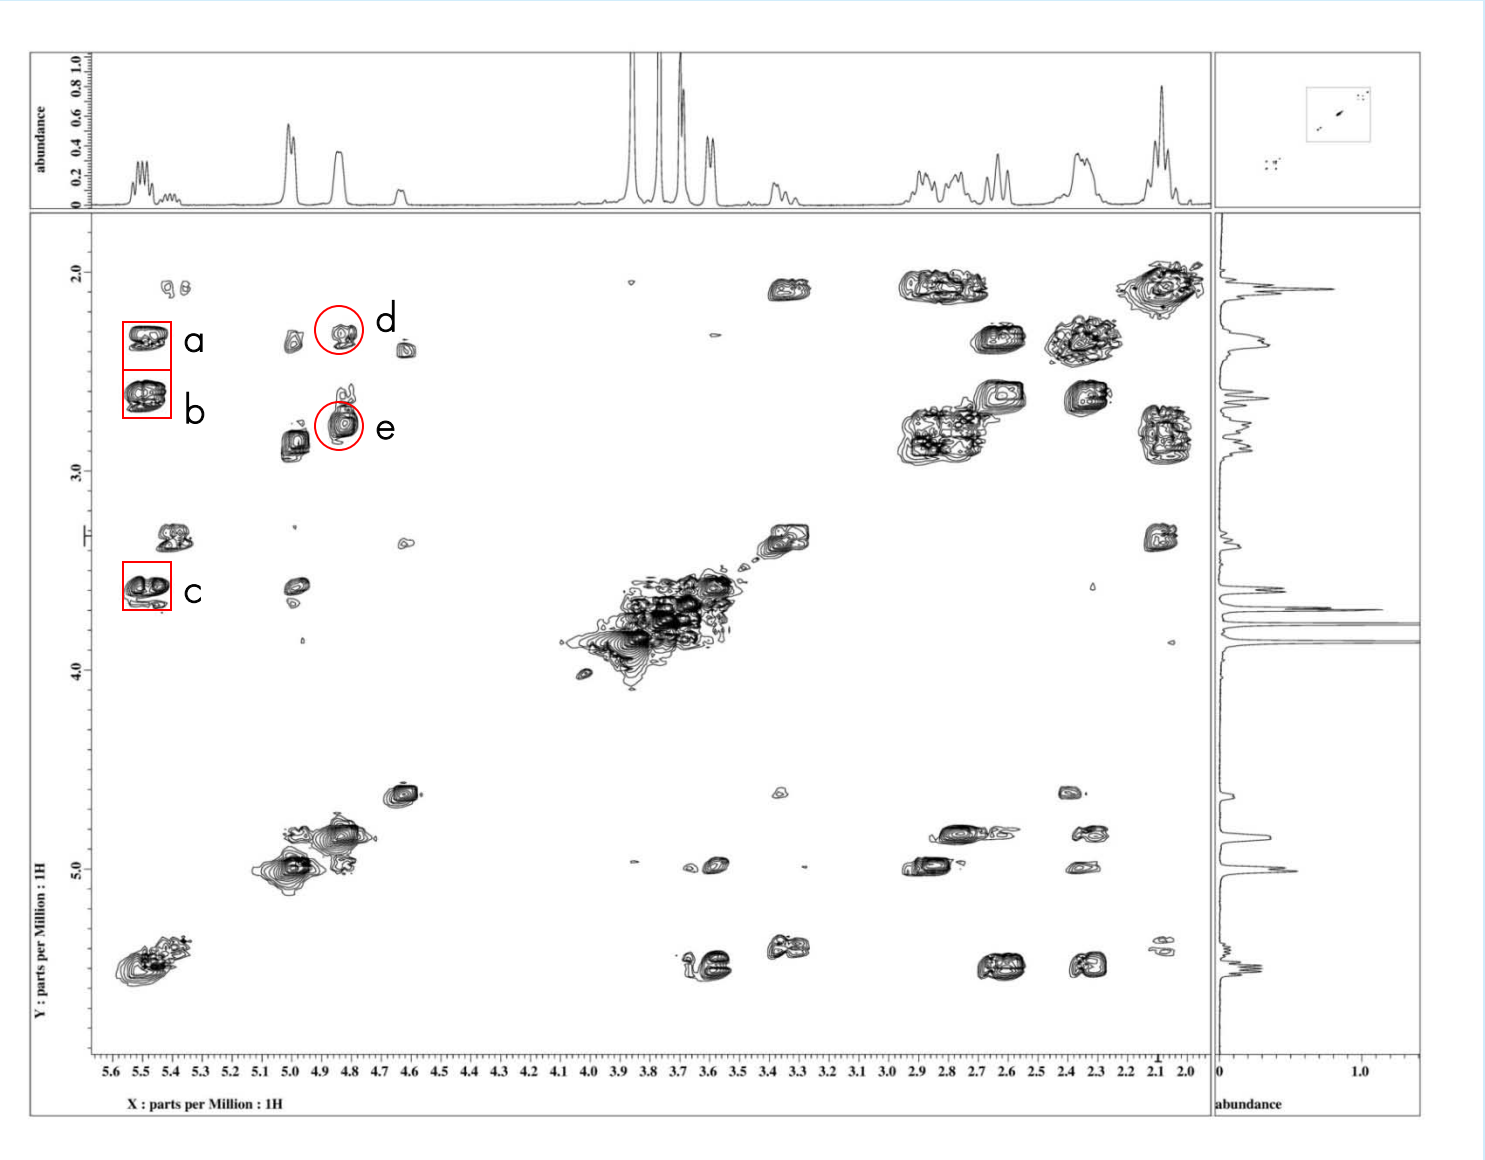 abundance
0 0.2 0.4 0.6 0.8 1.0
2.0
a
d
b
e
3.0
c
4.0
5.0
Y : parts per Million : 1H
5.6 5.5 5.4 5.3 5.2 5.1 5.0 4.9 4.8 4.7 4.6 4.5 4.4 4.3 4.2 4.1 4.0 3.9 3.8 3.7 3.6 3.5 3.4 3.3 3.2 3.1 3.0 2.9 2.8 2.7 2.6 2.5 2.4 2.3 2.2 2.1 2.0
0 1.0
X : parts per Million : 1H
abundance